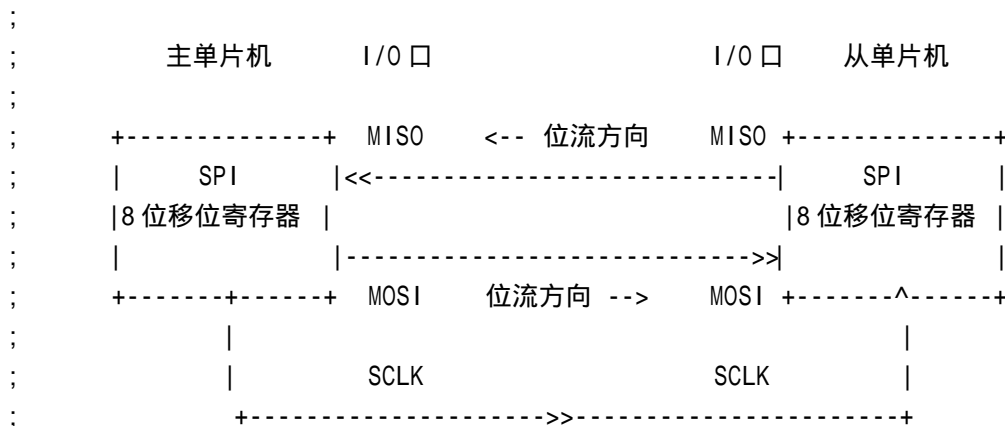 ;
; 主单片机 I/O 口 I/O 口 从单片机
;
; +--------------+ MISO <-- 位流方向 MISO +--------------+
; | SPI |<<-----------------------------| SPI |
; |8 位移位寄存器 | |8 位移位寄存器 |
; | |----------------------------->>| |
; +-------+------+ MOSI 位流方向 --> MOSI +-------^------+
; | |
; | SCLK SCLK |
; +---------------------->>-----------------------+